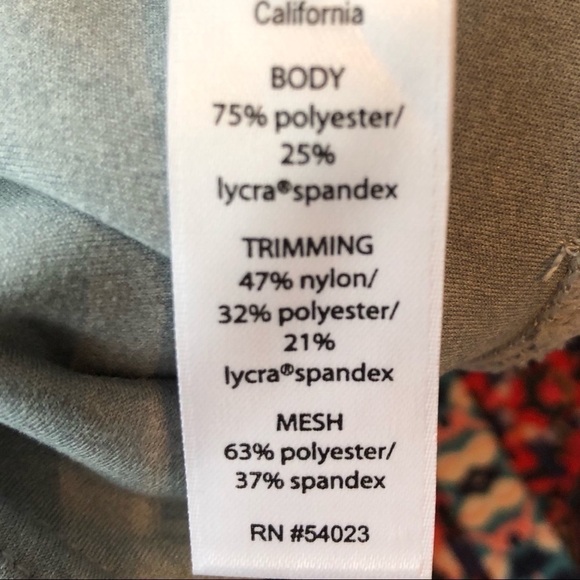 California
BODY
75% polyester/
25%
lycra®spandex
TRIMMING
47% nylon/
32% polyester/
21%
lycra®spandex
MESH
63% polyester/
37% spandex
RN #54023